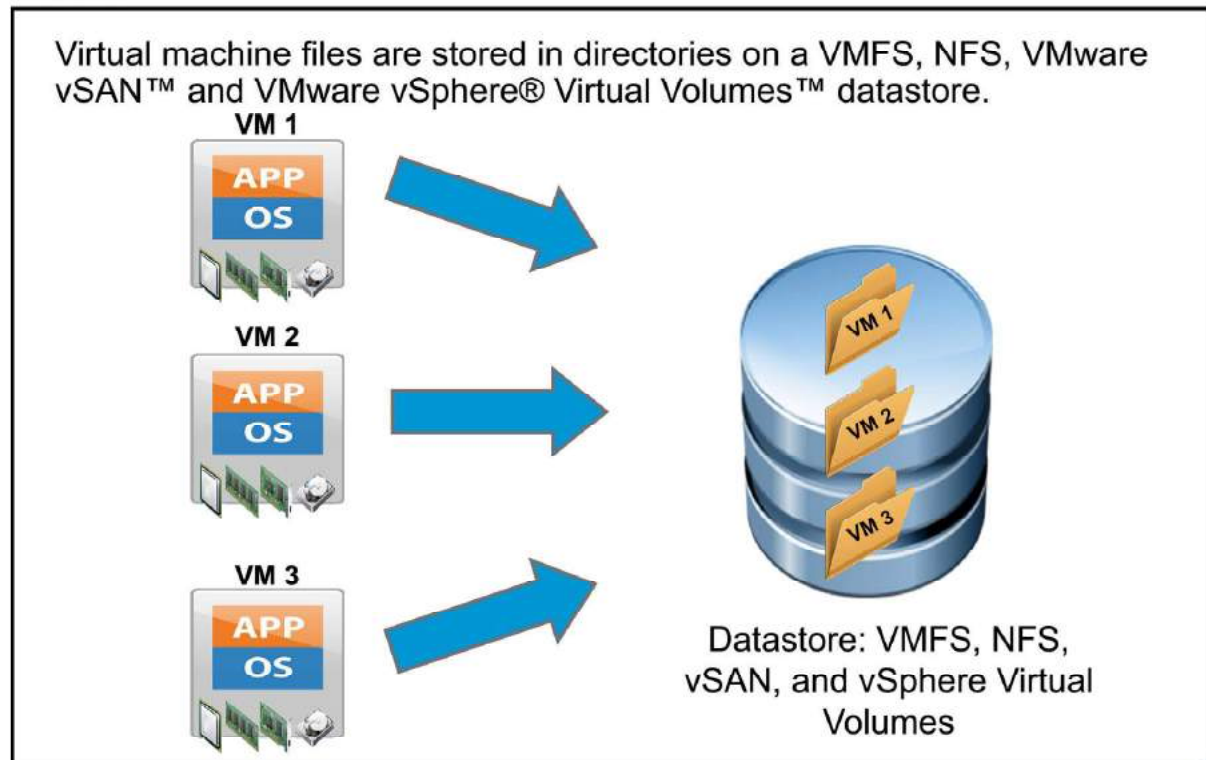 Virtual machine files are stored in directories on a VMFS, NFS, VMware
vSAN™ and VMware vSphere® Virtual Volumes™ datastore.
VM 1
APP
OS
VM 2
APP
OS
VM 3
APP
OS
VM 1
VM 2
VM 3
Datastore: VMFS, NFS,
vSAN, and vSphere Virtual
Volumes